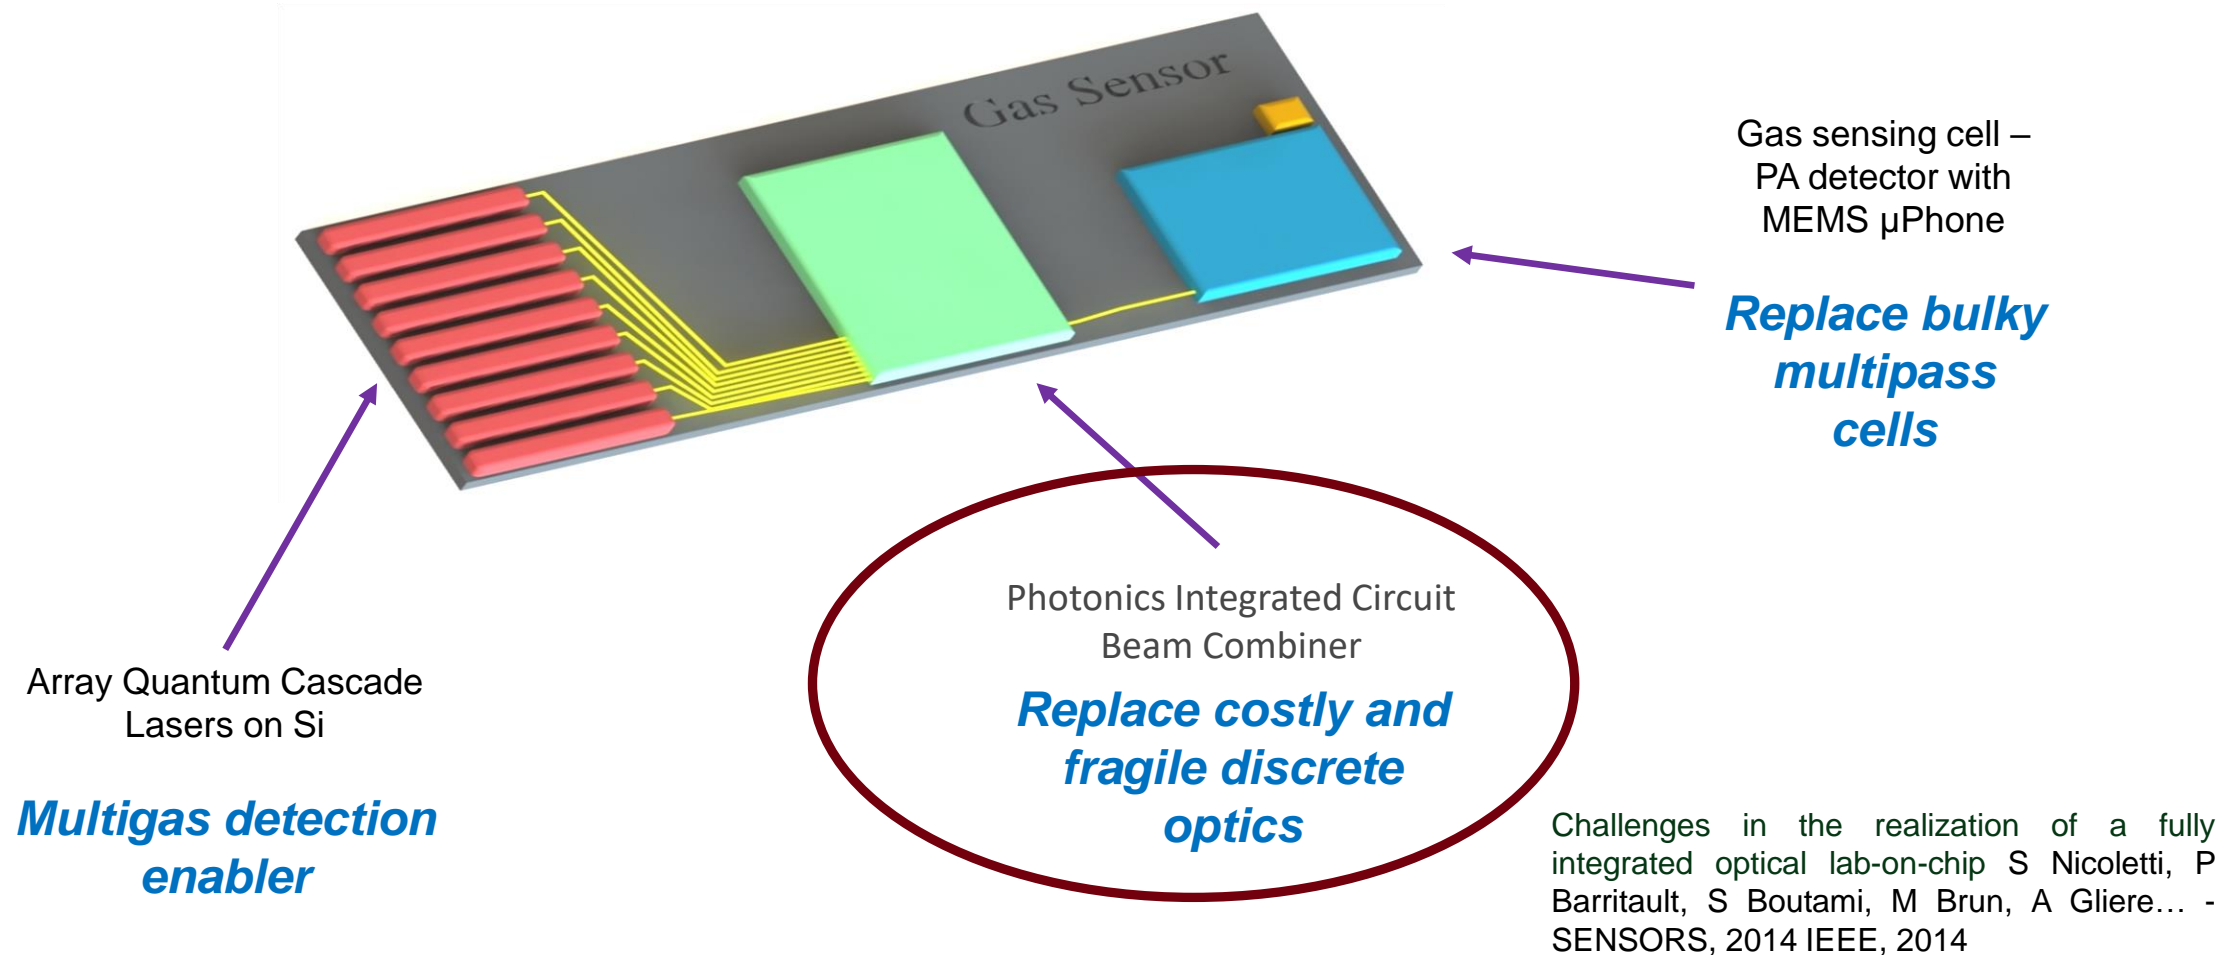 Gas Sensor
Gas sensing cell –
PA detector with
MEMS µPhone
Replace bulky
multipass
cells
Photonics Integrated Circuit
Beam Combiner
Replace costly and
fragile discrete
optics
Array Quantum Cascade
Lasers on Si
Multigas detection
enabler
Challenges in the realization of a fully
integrated optical lab-on-chip S Nicoletti, P
Barritault, S Boutami, M Brun, A Gliere… -
SENSORS, 2014 IEEE, 2014